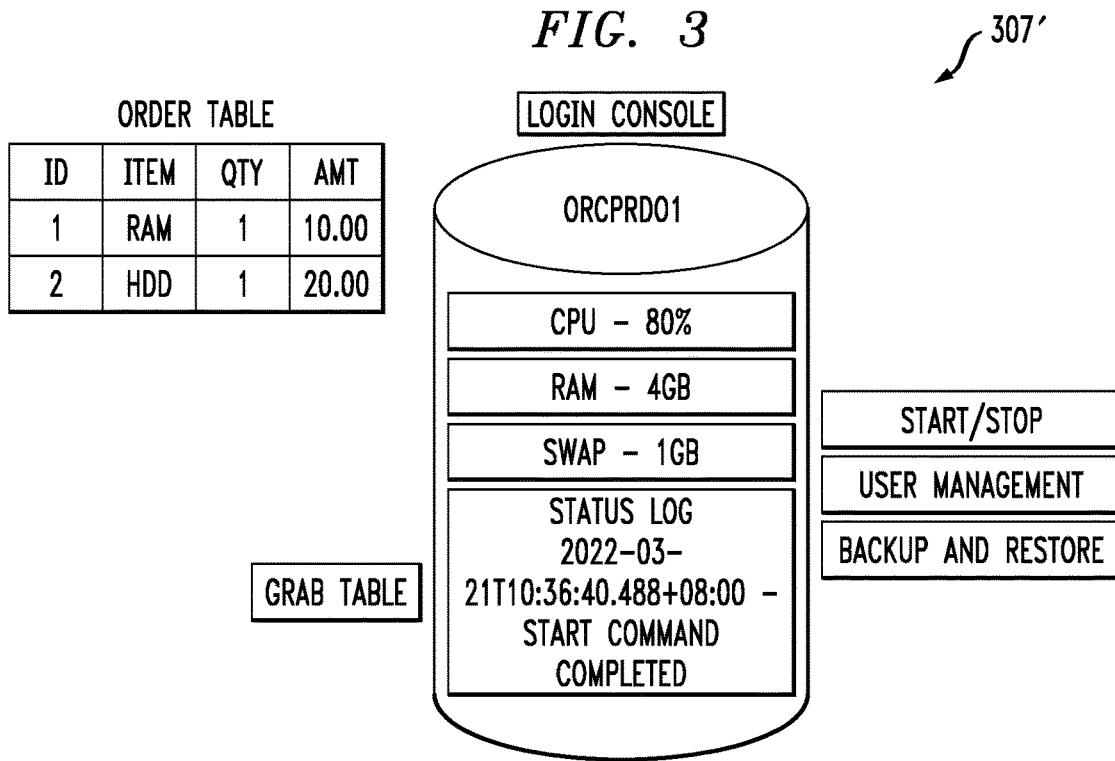 FIG. 3
307′
ORDER TABLE
ID ITEM QTY AMT
1 RAM 1 10.00
2 HDD 1 20.00
LOGIN CONSOLE
ORCPRD01
CPU – 80%
RAM – 4GB
SWAP – 1GB
STATUS LOG
2022–03–
21T10:36:40.488+08:00 –
START COMMAND
COMPLETED
GRAB TABLE
START/STOP
USER MANAGEMENT
BACKUP AND RESTORE